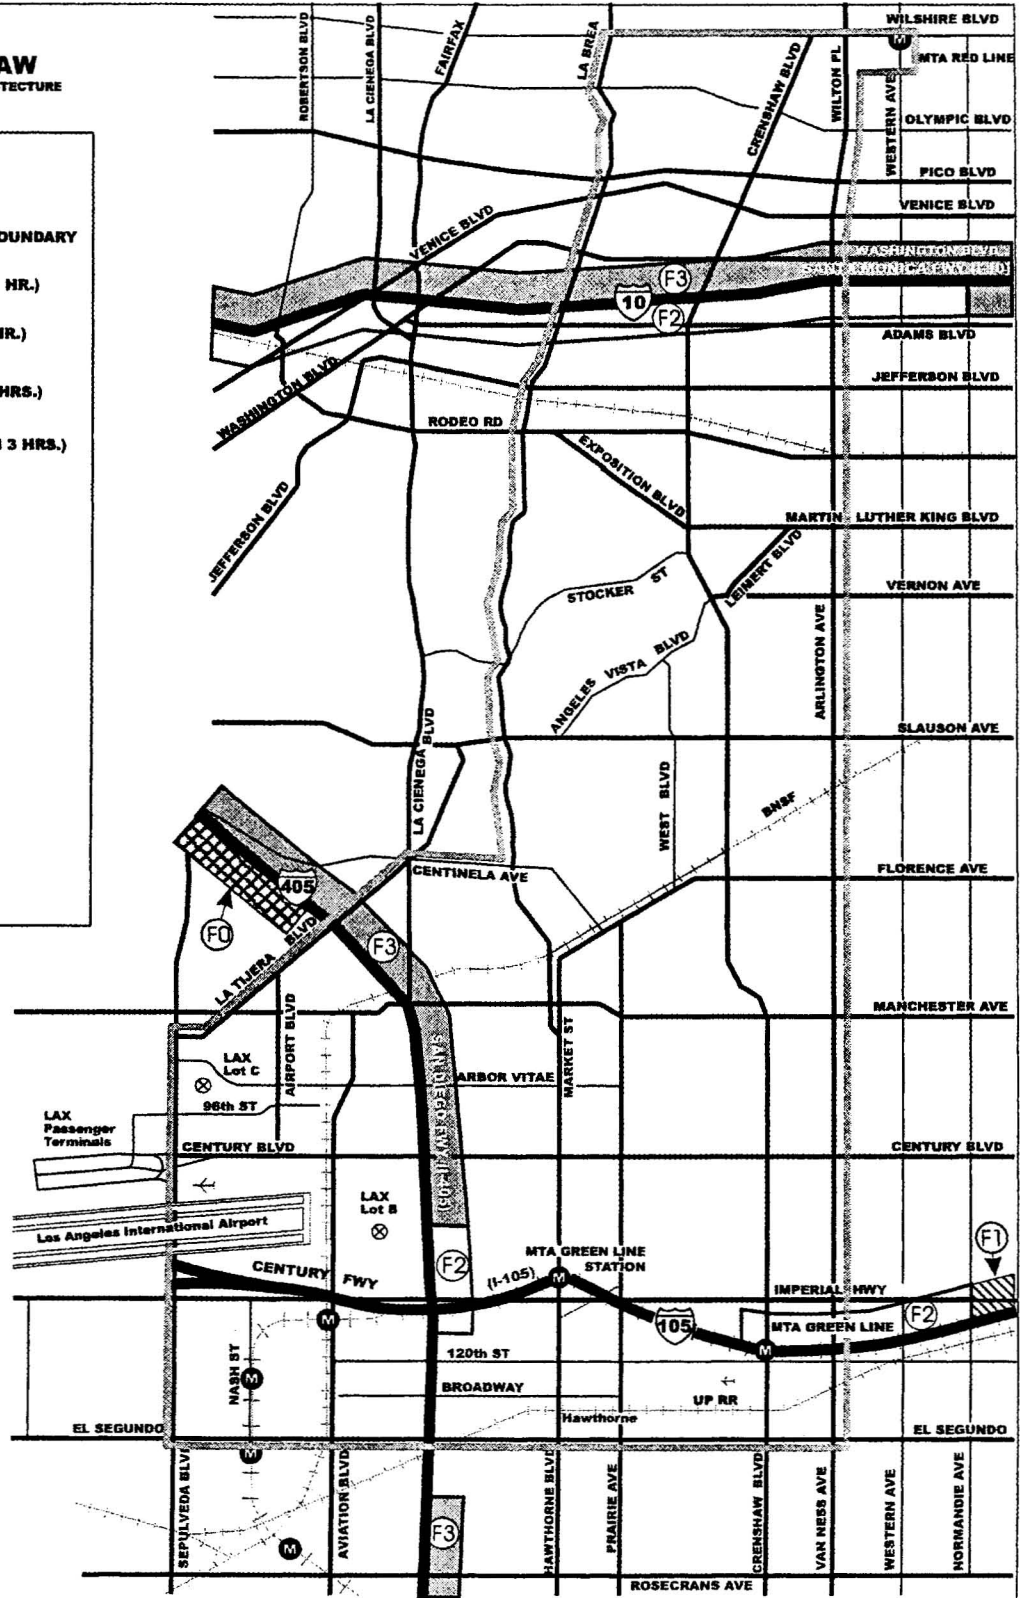 AW
TECTURE
OUNDARY
HR.)
HR.)
HRS.)
3 HRS.)
ROBERTSON BLVD
LA CIENEGA BLVD
FAIRFAX
LA BREA
CRENSHAW BLVD
WILTON PL
WESTERN AVE
WILSHIRE BLVD
M
MTA RED LINE
OLYMPIC BLVD
PICO BLVD
VENICE BLVD
VENICE BLVD
WASHINGTON BLVD
SANTA MONICA FWY (I-10)
F3
10
F2
ADAMS BLVD
JEFFERSON BLVD
WASHINGTON BLVD
RODEO RD
EXPOSITION BLVD
JEFFERSON BLVD
MARTIN LUTHER KING BLVD
LEIMERT BLVD
STOCKER ST
VERNON AVE
ANGELES VISTA BLVD
ARLINGTON AVE
SLAUSON AVE
LA CIENEGA BLVD
WEST BLVD
BNSF
CENTINELA AVE
FLORENCE AVE
405
F0
F3
LA TIJERA BLVD
AIRPORT BLVD
MANCHESTER AVE
MARKET ST
SAN DIEGO FWY (I-405)
LAX
Lot C
ARBOR VITAE
96th ST
LAX
Passenger
Terminals
CENTURY BLVD
CENTURY BLVD
LAX
Lot B
Los Angeles International Airport
F2
MTA GREEN LINE
STATION
F1
CENTURY FWY (I-105)
M
IMPERIAL HWY
F2
M
105
MTA GREEN LINE
M
120th ST
NASH ST
M
BROADWAY
UP RR
Hawthorne
EL SEGUNDO
EL SEGUNDO
M
SEPULVEDA BLVD
AVIATION BLVD
HAWTHORNE BLVD
PRAIRIE AVE
CRENSHAW BLVD
VAN NESS AVE
WESTERN AVE
NORMANDIE AVE
F3
M
ROSECRANS AVE